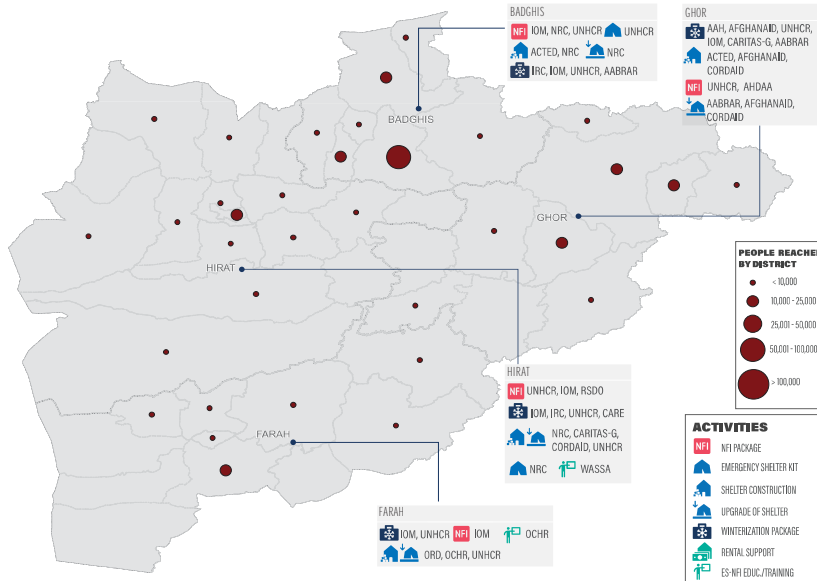 BADGHIS
NFI IOM, NRC, UNHCR UNHCR
ACTED, NRC NRC
IRC, IOM, UNHCR, AABRAR
GHOR
AAH, AFGHANAID, UNHCR,
IOM, CARITAS-G, AABRAR
ACTED, AFGHANAID,
CORDAID
NFI UNHCR, AHDAA
AABRAR, AFGHANAID,
CORDAID
BADGHIS
GHOR
HIRAT
FARAH
PEOPLE REACHED
BY DISTRICT
< 10,000
10,000 - 25,000
25,001 - 50,000
50,001 - 100,000
> 100,000
HIRAT
NFI UNHCR, IOM, RSDO
IOM, IRC, UNHCR, CARE
NRC, CARITAS-G,
CORDAID, UNHCR
NRC WASSA
FARAH
IOM, UNHCR NFI IOM OCHR
ORD, OCHR, UNHCR
ACTIVITIES
NFI NFI PACKAGE
EMERGENCY SHELTER KIT
SHELTER CONSTRUCTION
UPGRADE OF SHELTER
WINTERIZATION PACKAGE
RENTAL SUPPORT
ES-NFI EDUC./TRAINING